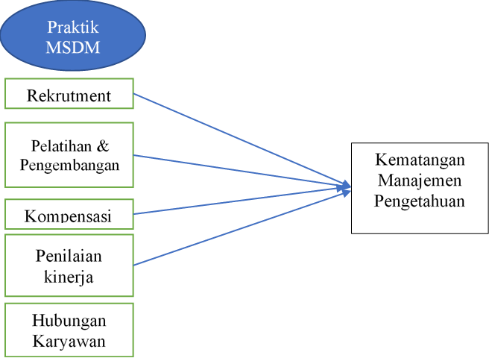 Praktik
MSDM
Rekrutment
Pelatihan &
Pengembangan
Kompensasi
Penilaian
kinerja
Hubungan
Karyawan
Kematangan
Manajemen
Pengetahuan